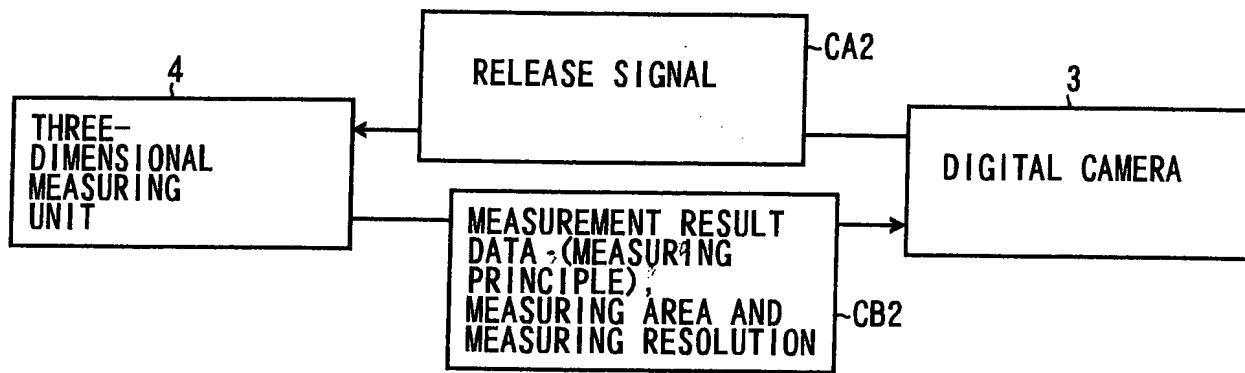 CA2
RELEASE SIGNAL
4
THREE-
DIMENSIONAL
MEASURING
UNIT
3
DIGITAL CAMERA
MEASUREMENT RESULT
DATA (MEASURING
PRINCIPLE),
MEASURING AREA AND
MEASURING RESOLUTION
CB2